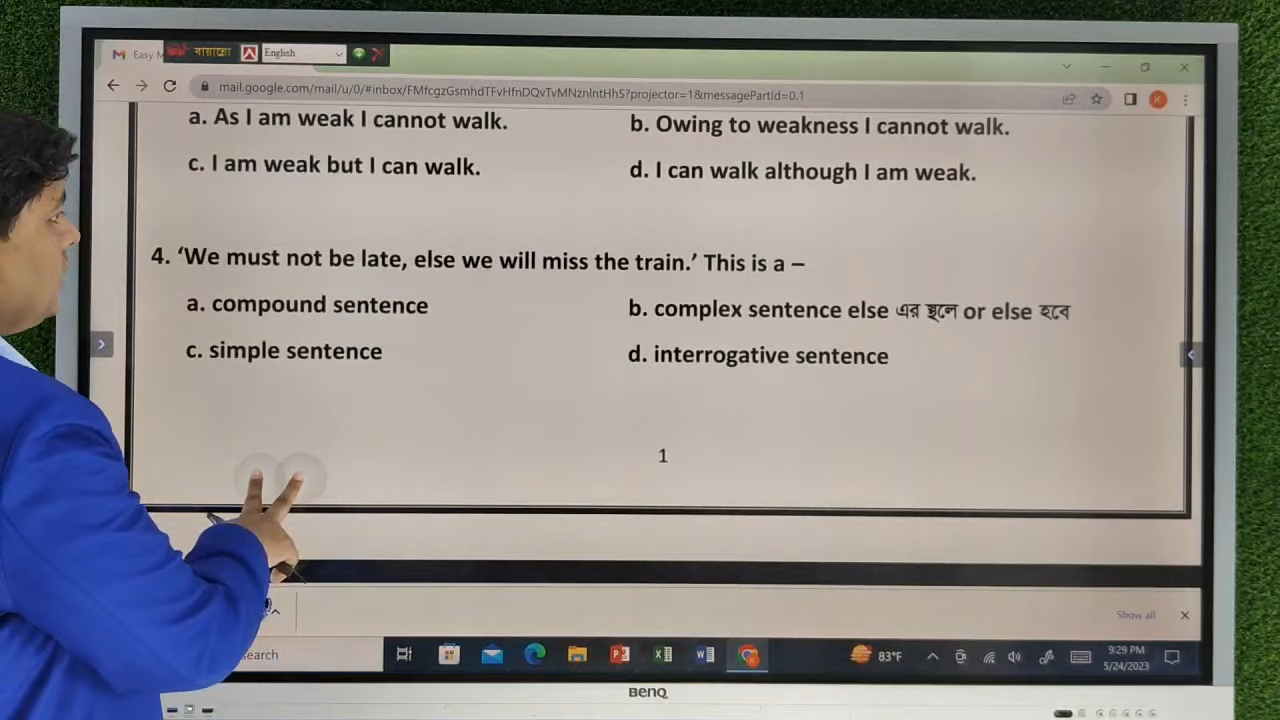 Easy M
বায়ান্নো English
mail.google.com/mail/u/0/#inbox/FMfcgzGsmhdTFvHfnDQvTvMNznlntHhS?projector=1&messagePartId=0.1
a. As I am weak I cannot walk. b. Owing to weakness I cannot walk.
c. I am weak but I can walk. d. I can walk although I am weak.
4. ‘We must not be late, else we will miss the train.’ This is a –
a. compound sentence b. complex sentence else এর স্থলে or else হবে
c. simple sentence d. interrogative sentence
1
Show all
earch 83°F 9:29 PM
5/24/2023
BenQ